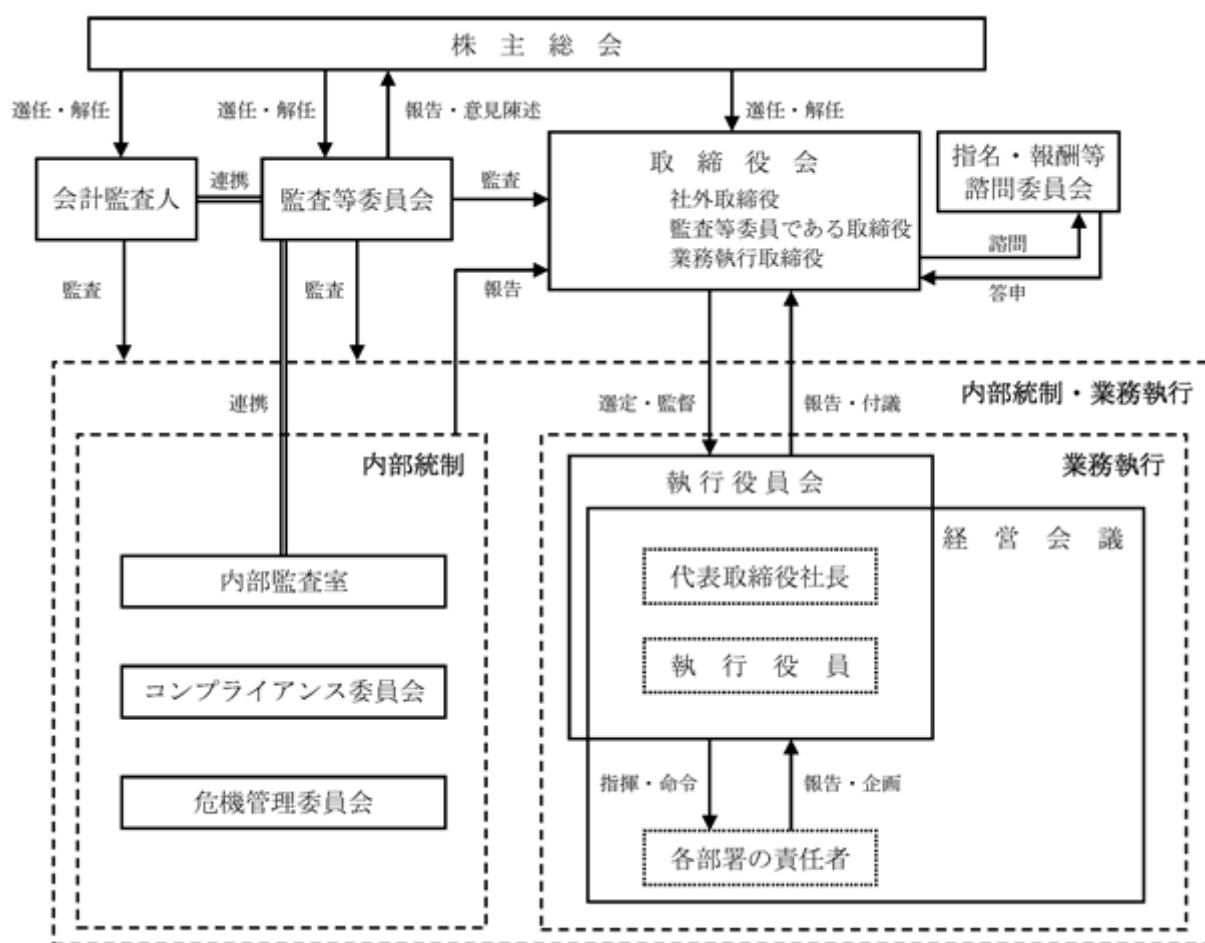 株主総会
選任・解任
選任・解任
報告・意見陳述
選任・解任
会計監査人
連携
監査等委員会
監査
取締役会
社外取締役
監査等委員である取締役
業務執行取締役
指名・報酬等
諮問委員会
諮問
答申
監査
監査
報告
連携
選定・監督
報告・付議
内部統制・業務執行
内部統制
業務執行
執行役員会
経営会議
内部監査室
代表取締役社長
コンプライアンス委員会
執行役員
危機管理委員会
指揮・命令
報告・企画
各部署の責任者